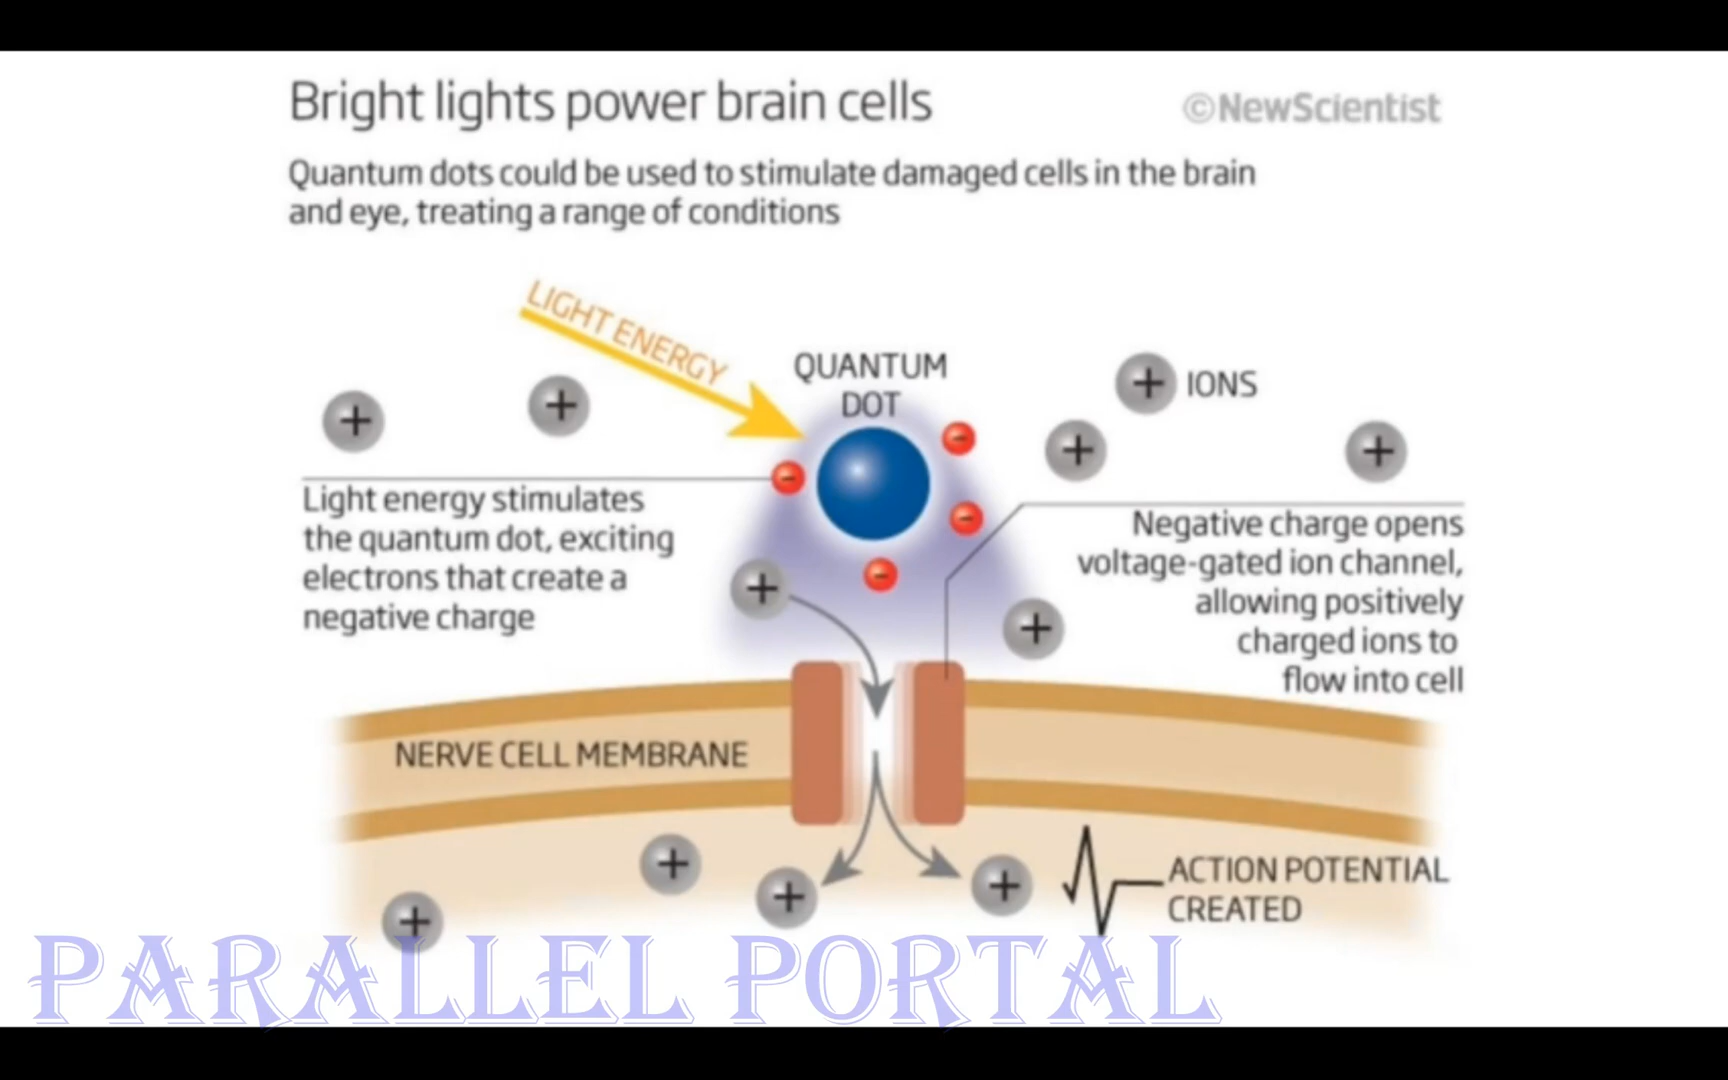 Bright lights power brain cells
©NewScientist
Quantum dots could be used to stimulate damaged cells in the brain
and eye, treating a range of conditions
LIGHT ENERGY
QUANTUM
DOT
IONS
Light energy stimulates
the quantum dot, exciting
electrons that create a
negative charge
Negative charge opens
voltage-gated ion channel,
allowing positively
charged ions to
flow into cell
NERVE CELL MEMBRANE
ACTION POTENTIAL
CREATED
PARALLEL PORTAL